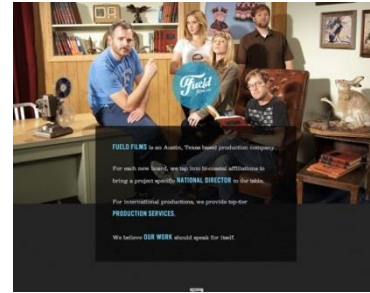 Fueld
FUELD FILMS is an Austin, Texas based production company...
For each new board, we tap into bi-coastal affiliations to
bring a project specific NATIONAL DIRECTOR to the table.
For international productions, we provide top-tier
PRODUCTION SERVICES.
We believe OUR WORK should speak for itself.